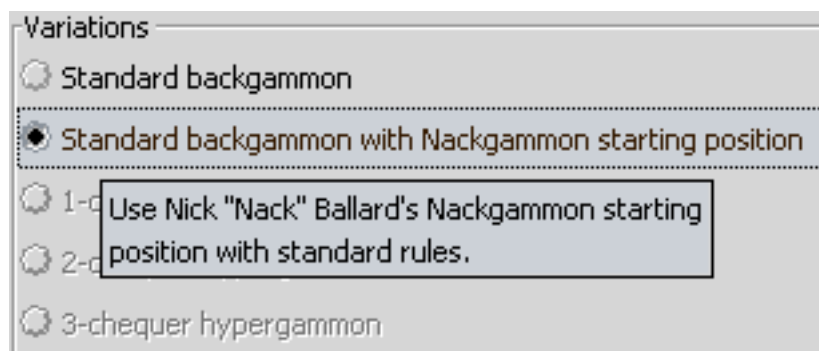 Variations
Standard backgammon
Standard backgammon with Nackgammon starting position
Use Nick "Nack" Ballard's Nackgammon starting
position with standard rules.
3-chequer hypergammon